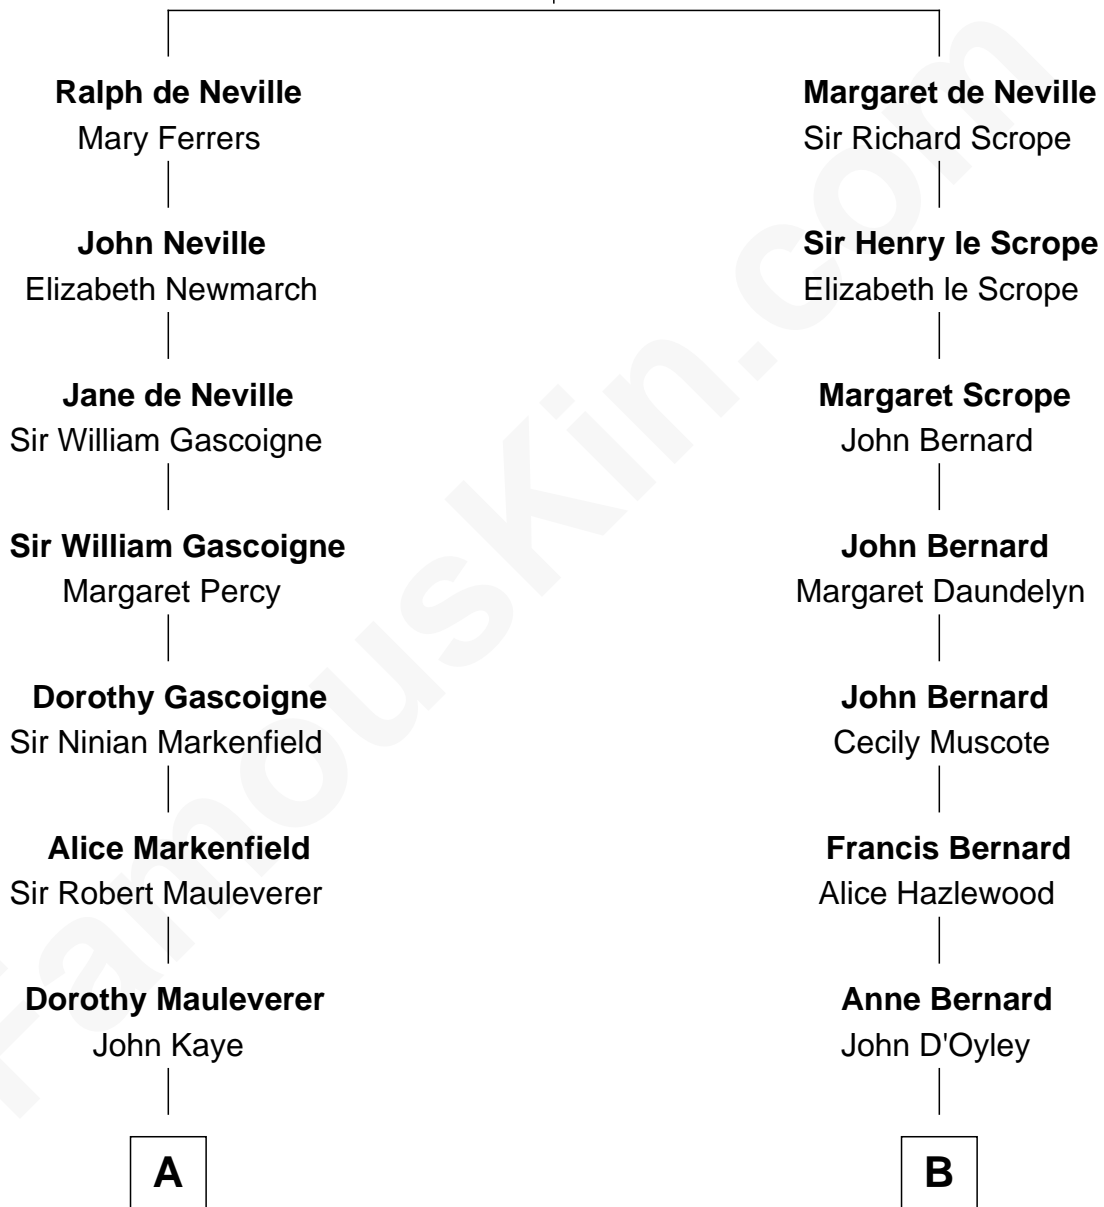 Ralph de Neville
Mary Ferrers
John Neville
Elizabeth Newmarch
Jane de Neville
Sir William Gascoigne
Sir William Gascoigne
Margaret Percy
Dorothy Gascoigne
Sir Ninian Markenfield
Alice Markenfield
Sir Robert Mauleverer
Dorothy Mauleverer
John Kaye
A
Margaret de Neville
Sir Richard Scrope
Sir Henry le Scrope
Elizabeth le Scrope
Margaret Scrope
John Bernard
John Bernard
Margaret Daundelyn
John Bernard
Cecily Muscote
Francis Bernard
Alice Hazlewood
Anne Bernard
John D'Oyley
B
FamousKin.com